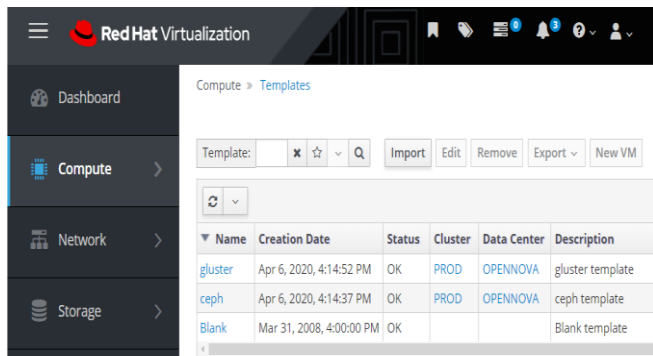 Red Hat Virtualization
0
3
Dashboard
Compute
Network
Storage
Compute » Templates
Template:
Import Edit Remove Export New VM
Name Creation Date Status Cluster Data Center Description
gluster Apr 6, 2020, 4:14:52 PM OK PROD OPENNOVA gluster template
ceph Apr 6, 2020, 4:14:37 PM OK PROD OPENNOVA ceph template
Blank Mar 31, 2008, 4:00:00 PM OK Blank template